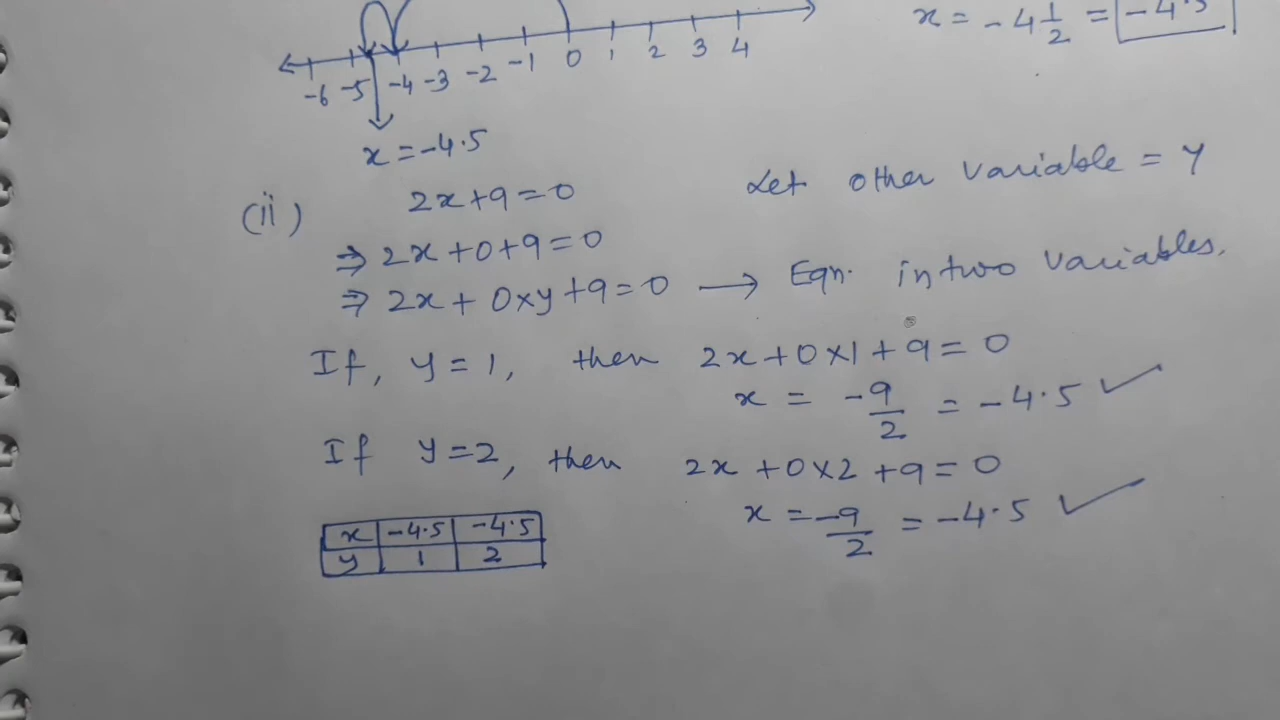 x = -4 1/2 = -4.5
-6 -5 -4 -3 -2 -1 0 1 2 3 4
x = -4.5
(ii) 2x+9=0 Let other variable = y
⇒ 2x+0+9=0
⇒ 2x+0×y+9=0 → Eqn. in two variables.
If, y=1, then 2x+0×1+9=0
x = -9/2 = -4.5 ✓
If y=2, then 2x+0×2+9=0
x = -9/2 = -4.5 ✓
x -4.5 -4.5
y 1 2